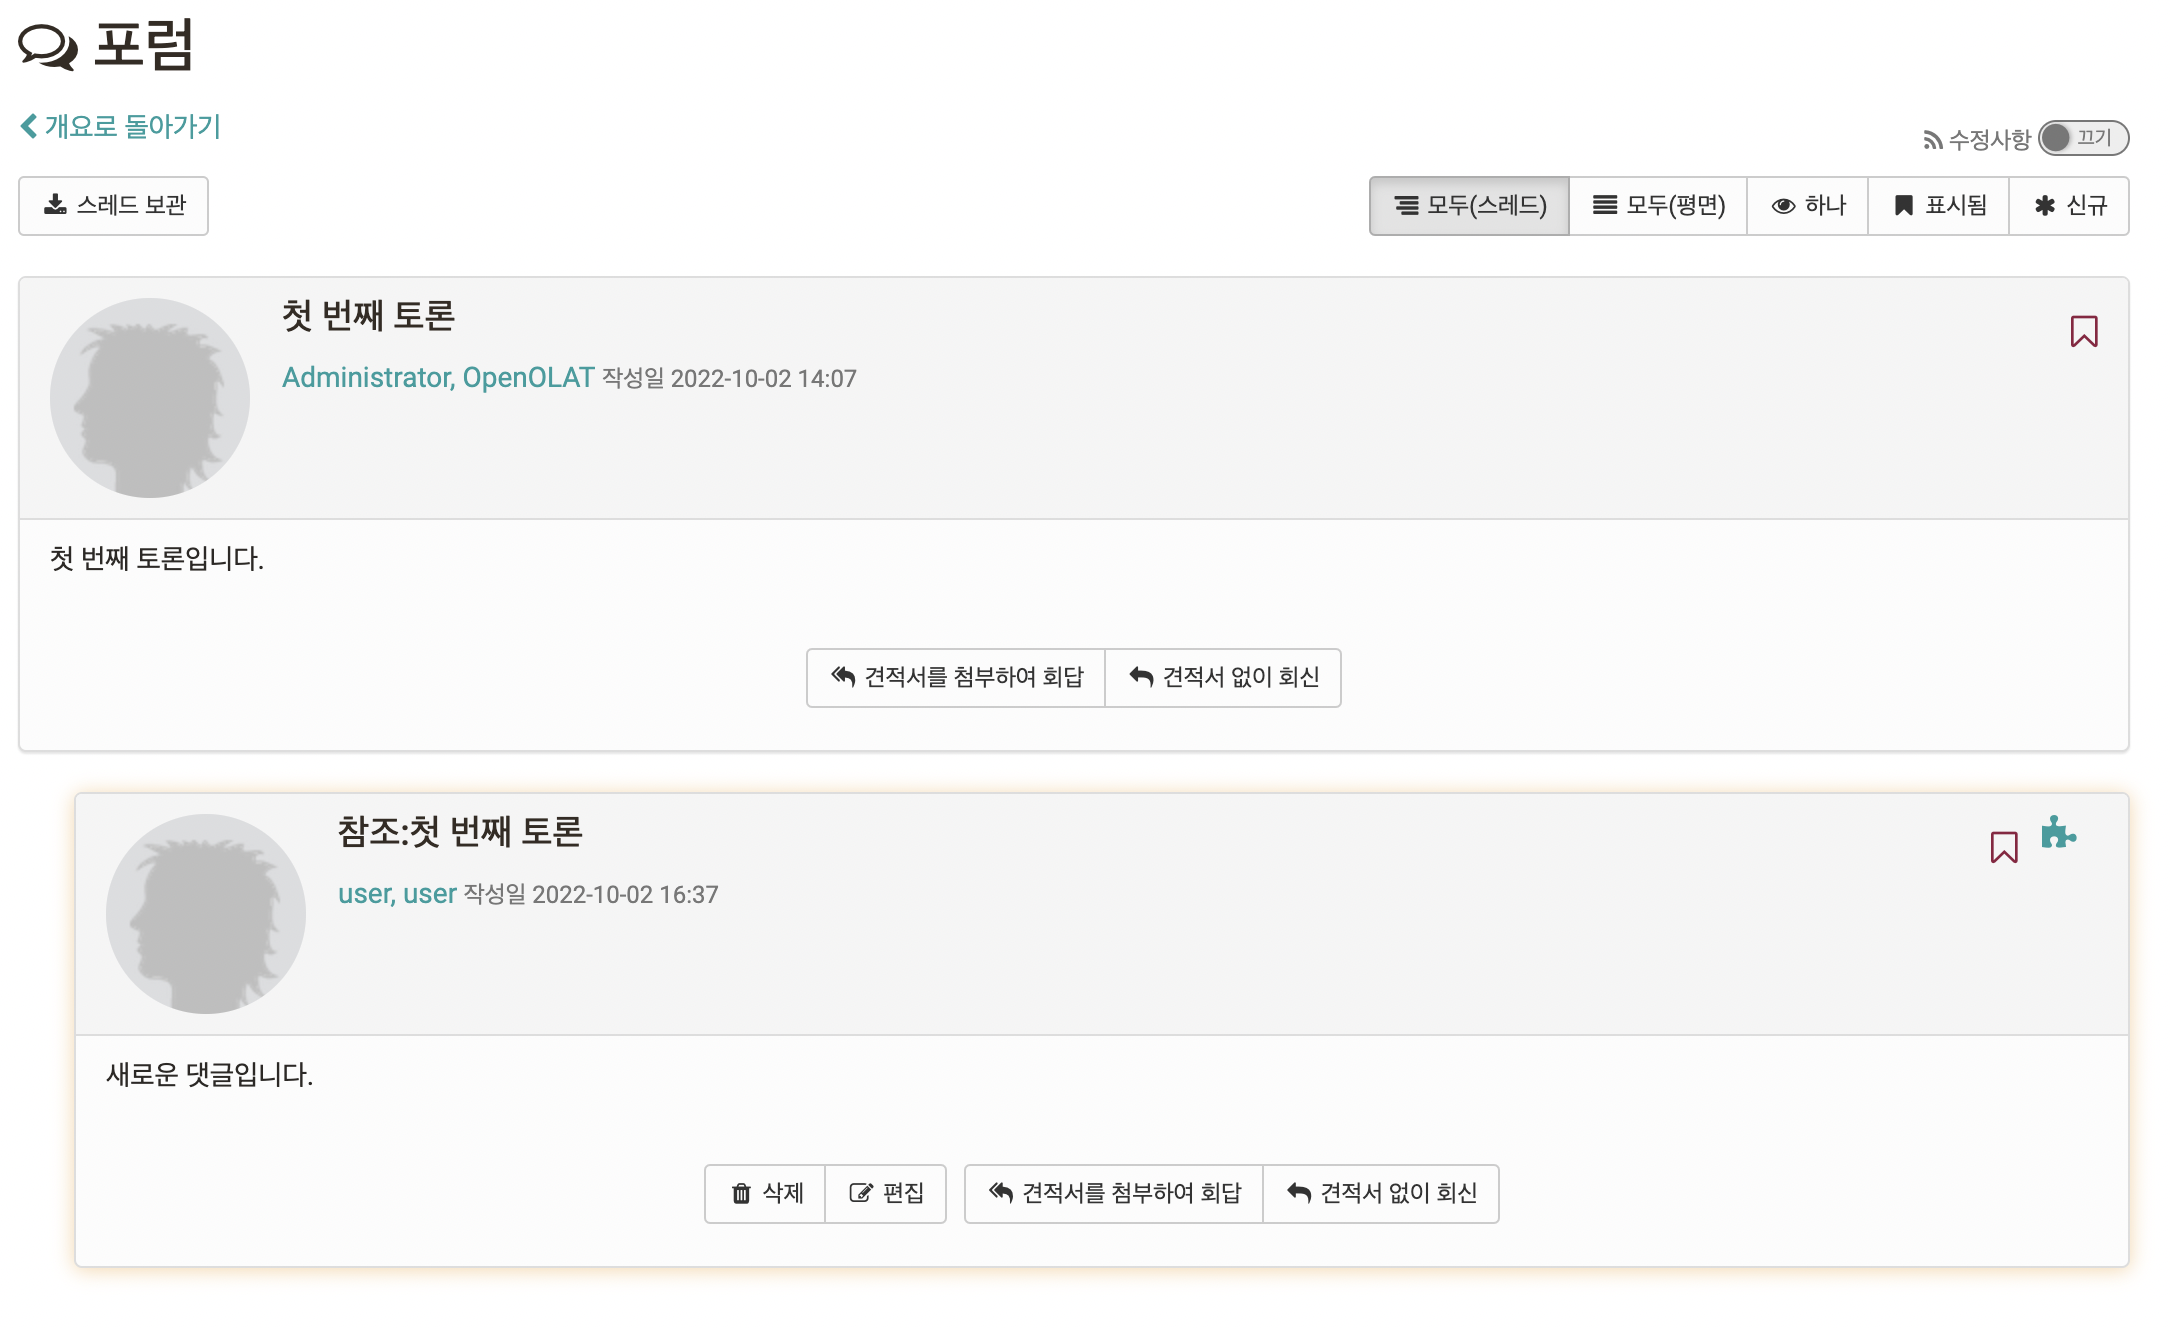 포럼
개요로 돌아가기
수정사항 끄기
스레드 보관
모두(스레드) 모두(평면) 하나 표시됨 신규
첫 번째 토론
Administrator, OpenOLAT 작성일 2022-10-02 14:07
첫 번째 토론입니다.
견적서를 첨부하여 회답 견적서 없이 회신
참조:첫 번째 토론
user, user 작성일 2022-10-02 16:37
새로운 댓글입니다.
삭제 편집 견적서를 첨부하여 회답 견적서 없이 회신